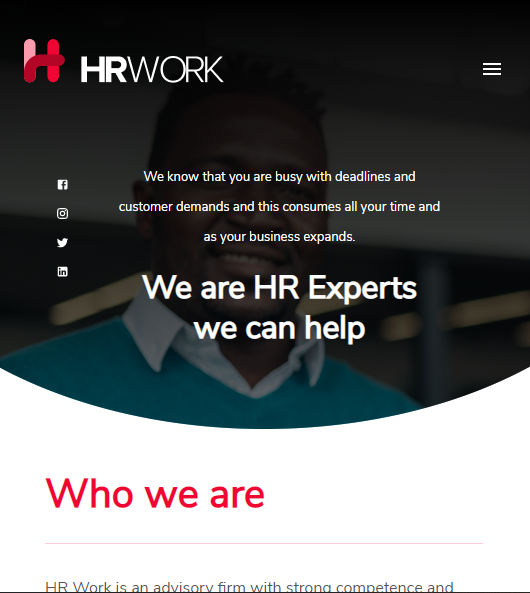 HRWORK
We know that you are busy with deadlines and
customer demands and this consumes all your time and
as your business expands.
We are HR Experts
we can help
Who we are
HR Work is an advisory firm with strong competence and